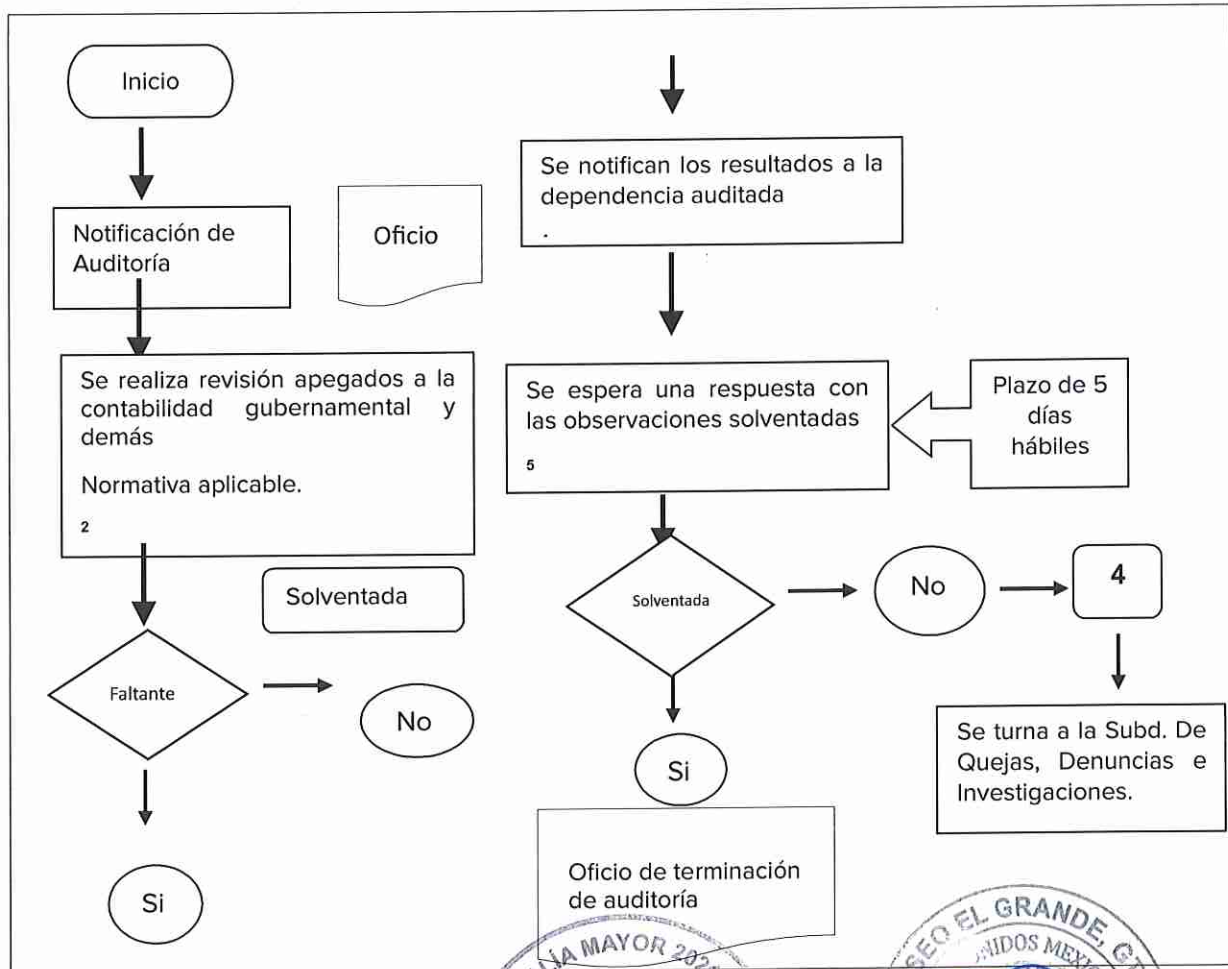 Inicio
Notificación de
Auditoría
Oficio
Se realiza revisión apegados a la
contabilidad gubernamental y
demás
Normativa aplicable.
2
Solventada
Faltante
No
Si
Se notifican los resultados a la
dependencia auditada
.
Se espera una respuesta con
las observaciones solventadas
5
Plazo de 5
días
hábiles
Solventada
No
4
Si
Se turna a la Subd. De
Quejas, Denuncias e
Investigaciones.
Oficio de terminación
de auditoría
MAYOR
EL GRANDE,